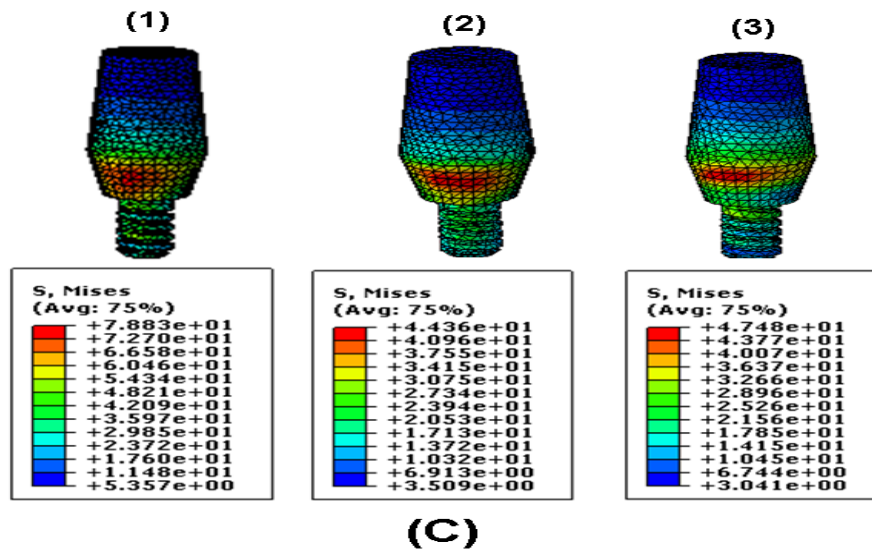 (1)
(2)
(3)
S, Mises
(Avg: 75%)
+7.883e+01
+7.270e+01
+6.658e+01
+6.046e+01
+5.434e+01
+4.821e+01
+4.209e+01
+3.597e+01
+2.985e+01
+2.372e+01
+1.760e+01
+1.148e+01
+5.357e+00
S, Mises
(Avg: 75%)
+4.436e+01
+4.096e+01
+3.755e+01
+3.415e+01
+3.075e+01
+2.734e+01
+2.394e+01
+2.053e+01
+1.713e+01
+1.372e+01
+1.032e+01
+6.913e+00
+3.509e+00
S, Mises
(Avg: 75%)
+4.748e+01
+4.377e+01
+4.007e+01
+3.637e+01
+3.266e+01
+2.896e+01
+2.526e+01
+2.156e+01
+1.785e+01
+1.415e+01
+1.045e+01
+6.744e+00
+3.041e+00
(C)